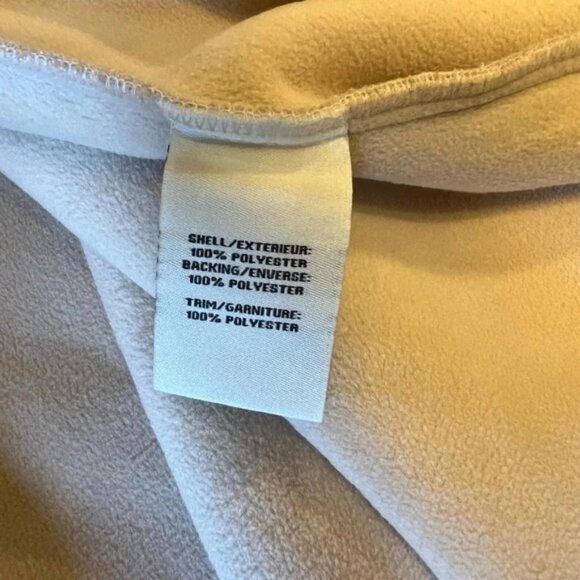 SHELL/EXTERIEUR:
100% POLYESTER
BACKING/ENVERSE:
100% POLYESTER
TRIM/GARNITURE:
100% POLYESTER